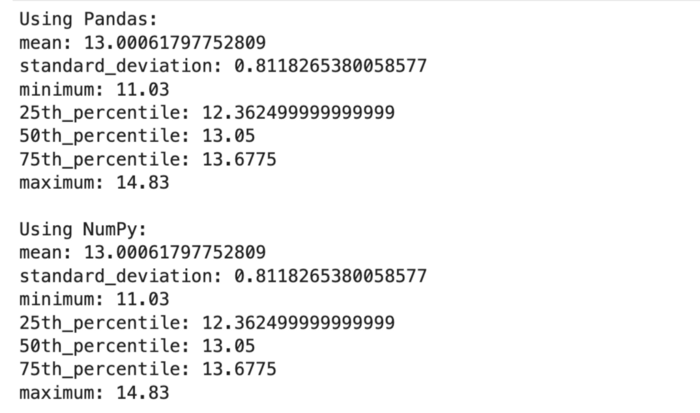 Using Pandas:
mean: 13.00061797752809
standard_deviation: 0.8118265380058577
minimum: 11.03
25th_percentile: 12.362499999999999
50th_percentile: 13.05
75th_percentile: 13.6775
maximum: 14.83
Using NumPy:
mean: 13.00061797752809
standard_deviation: 0.8118265380058577
minimum: 11.03
25th_percentile: 12.362499999999999
50th_percentile: 13.05
75th_percentile: 13.6775
maximum: 14.83